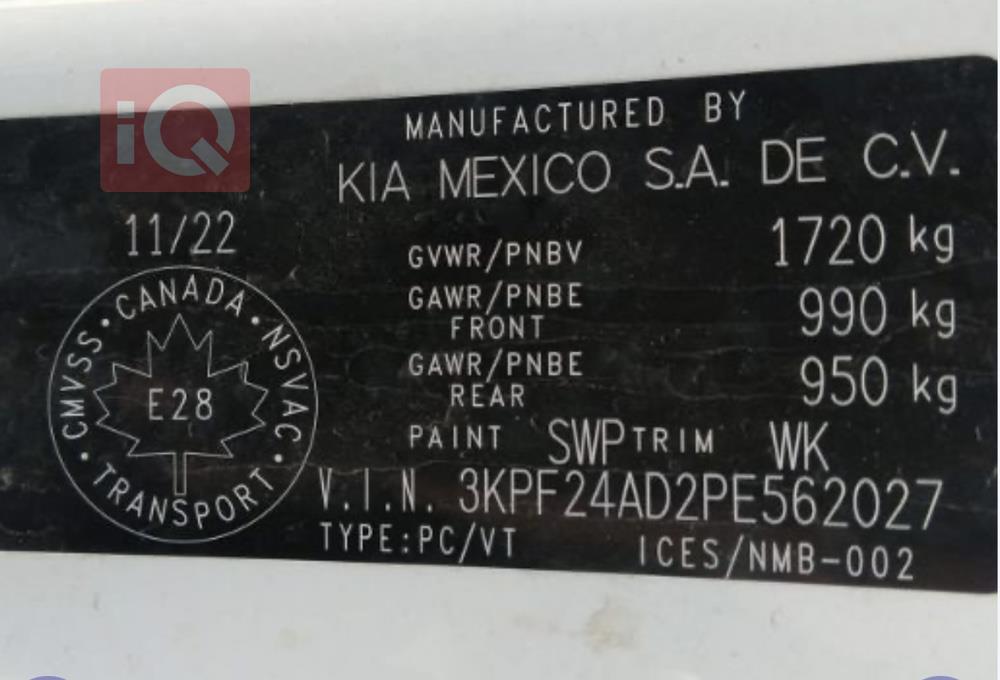 iQ
MANUFACTURED BY
KIA MEXICO S.A. DE C.V.
11/22
GVWR/PNBV 1720 kg
GAWR/PNBE FRONT 990 kg
GAWR/PNBE REAR 950 kg
CANADA • NSVAC • TRANSPORT • CMVSS •
E28
PAINT SWP TRIM WK
V.I.N. 3KPF24AD2PE562027
TYPE:PC/VT ICES/NMB-002